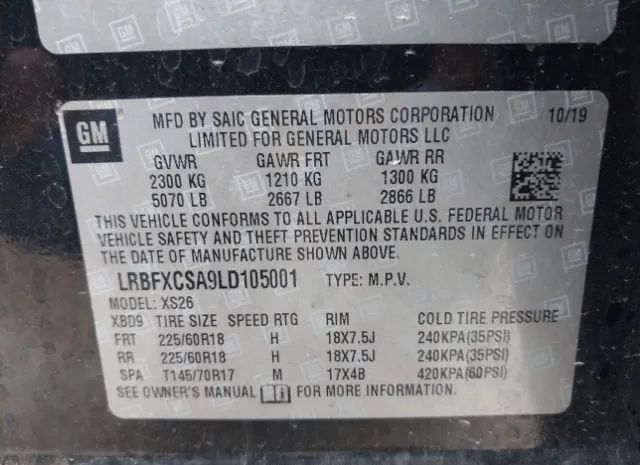 GM
MFD BY SAIC GENERAL MOTORS CORPORATION 10/19
LIMITED FOR GENERAL MOTORS LLC
GVWR GAWR FRT GAWR RR
2300 KG 1210 KG 1300 KG
5070 LB 2667 LB 2866 LB
THIS VEHICLE CONFORMS TO ALL APPLICABLE U.S. FEDERAL MOTOR
VEHICLE SAFETY AND THEFT PREVENTION STANDARDS IN EFFECT ON
THE DATE OF MANUFACTURE SHOWN ABOVE.
LRBFXCSA9LD105001 TYPE: M.P.V.
MODEL: XS26
XBD9 TIRE SIZE SPEED RTG RIM COLD TIRE PRESSURE
FRT 225/60R18 H 18X7.5J 240KPA(35PSI)
RR 225/60R18 H 18X7.5J 240KPA(35PSI)
SPA T145/70R17 M 17X4B 420KPA(60PSI)
SEE OWNER'S MANUAL FOR MORE INFORMATION